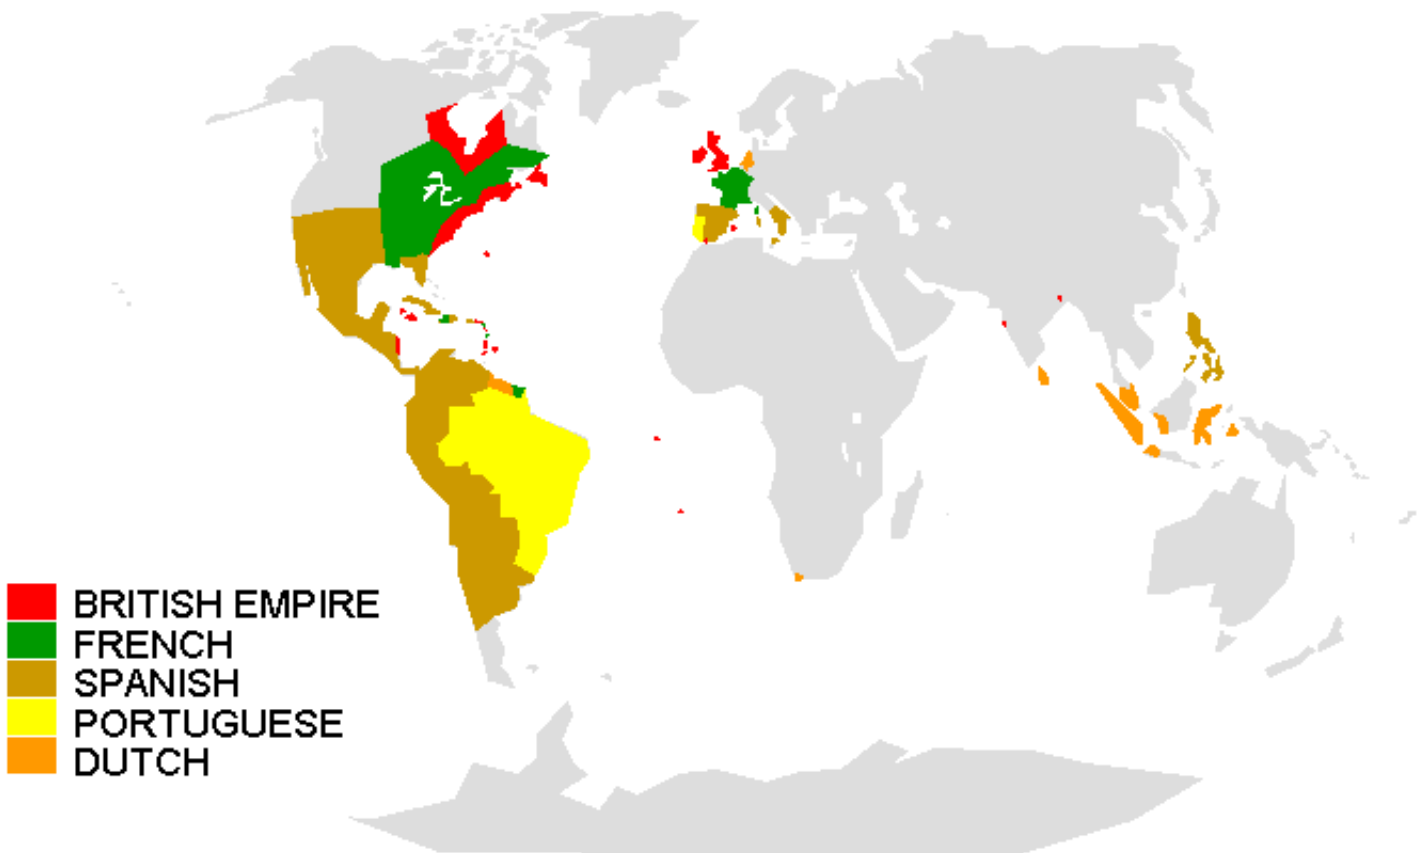 BRITISH EMPIRE
FRENCH
SPANISH
PORTUGUESE
DUTCH